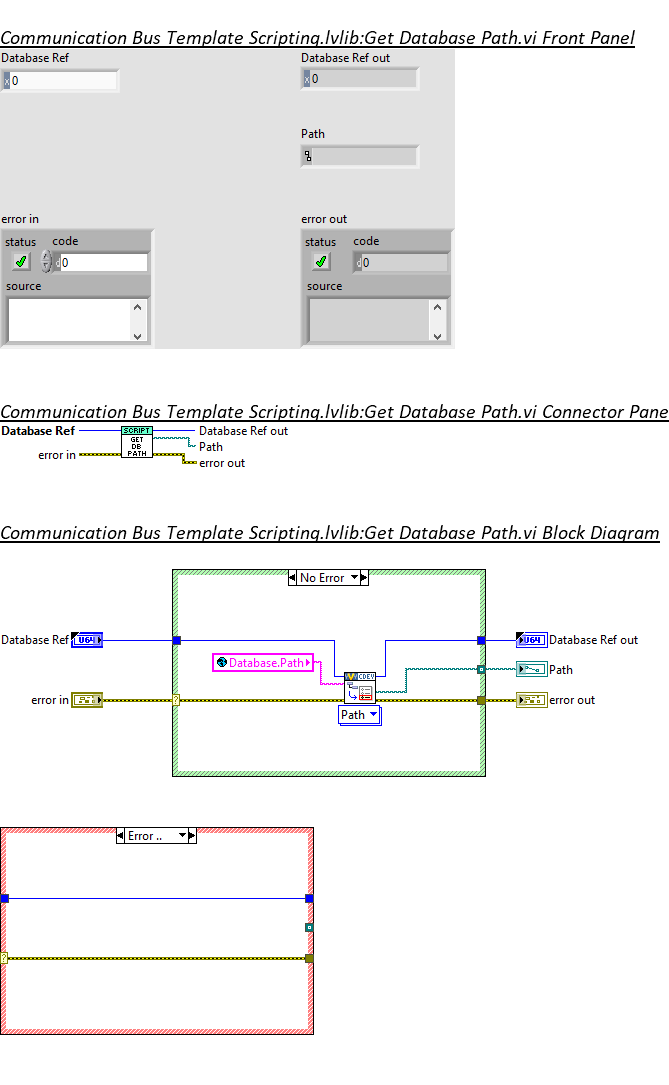 Communication Bus Template Scripting.lvlib:Get Database Path.vi Front Panel
Database Ref
Database Ref out
x 0
x 0
Path
error in
error out
status code
status code
d 0
d 0
source
source
Communication Bus Template Scripting.lvlib:Get Database Path.vi Connector Pane
Database Ref
SCRIPT
Database Ref out
GET
DB
PATH
Path
error in
error out
Communication Bus Template Scripting.lvlib:Get Database Path.vi Block Diagram
No Error
Database Ref
U64
U64
Database Ref out
Database.Path
CDEV
Path
error in
?
error out
Path
Error ..
?